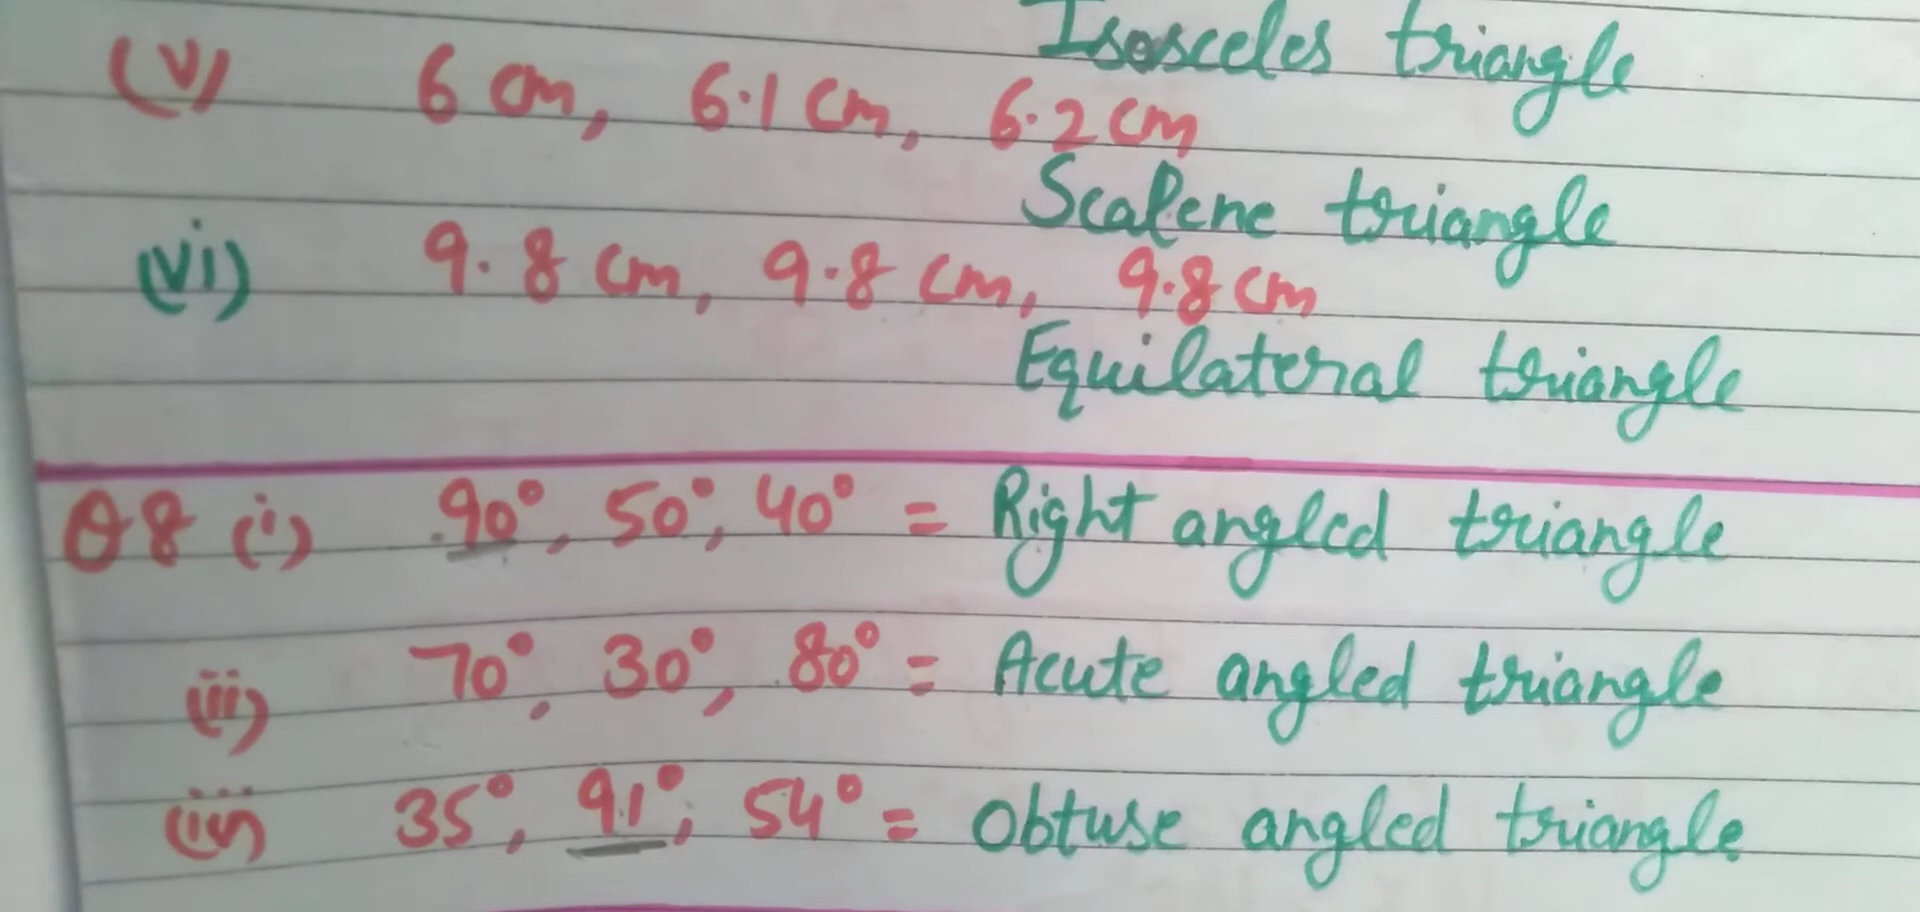 Isosceles triangle
(v) 6 cm, 6.1 cm, 6.2 cm
Scalene triangle
(vi) 9.8 cm, 9.8 cm, 9.8 cm
Equilateral triangle
Q8 (i) 90°, 50°, 40° = Right angled triangle
(ii) 70°, 30°, 80° = Acute angled triangle
(iii) 35°, 91°, 54° = Obtuse angled triangle